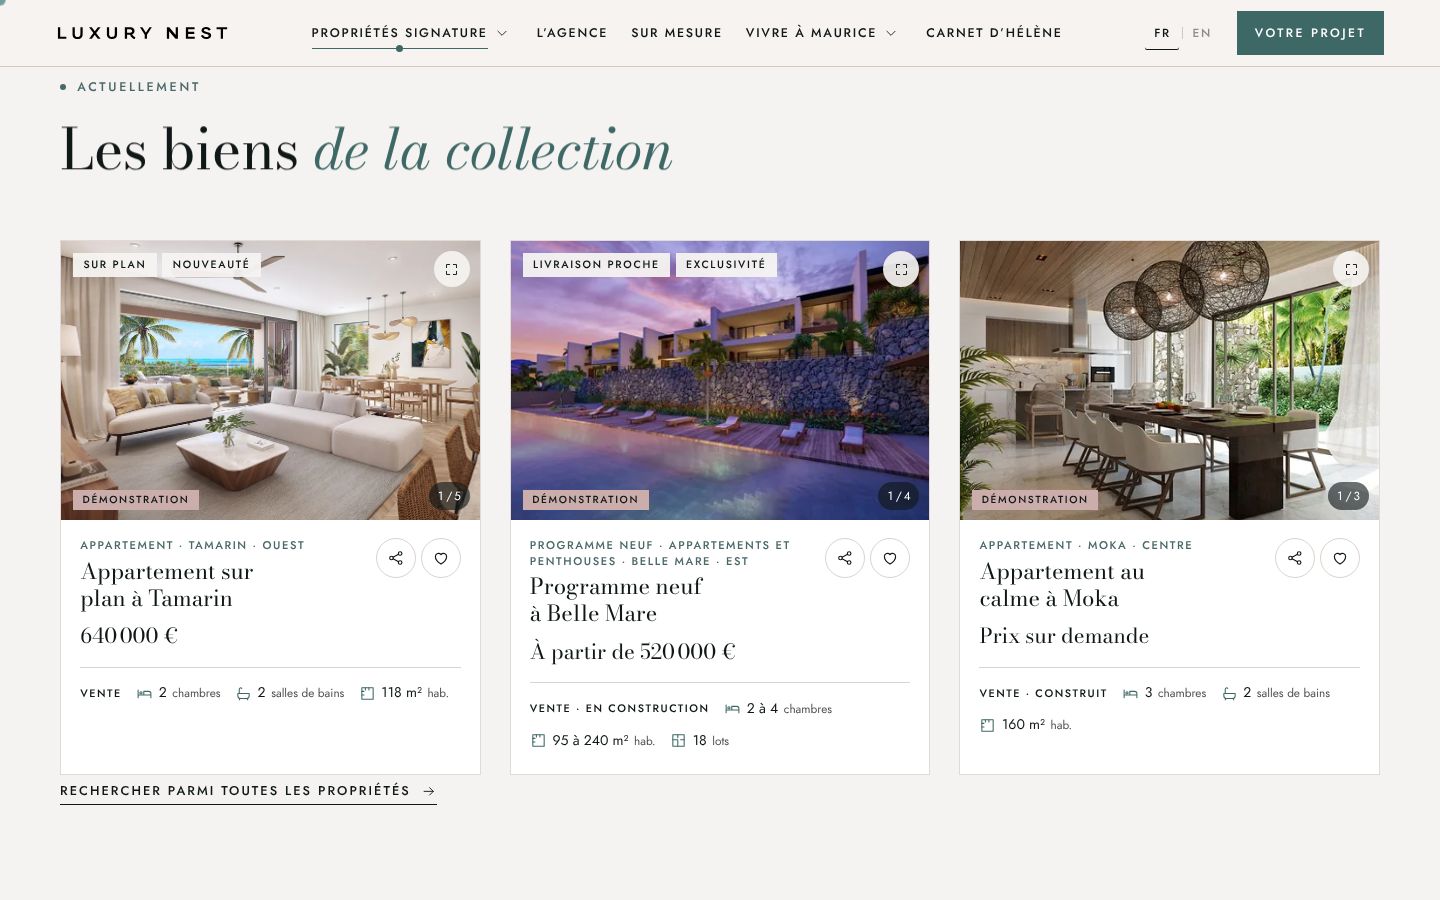 LUXURY NEST
PROPRIÉTÉS SIGNATURE
L’AGENCE
SUR MESURE
VIVRE À MAURICE
CARNET D’HÉLÈNE
FR
EN
VOTRE PROJET
ACTUELLEMENT
Les biens de la collection
SUR PLAN
NOUVEAUTÉ
DÉMONSTRATION
1/5
APPARTEMENT · TAMARIN · OUEST
Appartement sur
plan à Tamarin
640 000 €
VENTE
2 chambres
2 salles de bains
118 m² hab.
LIVRAISON PROCHE
EXCLUSIVITÉ
DÉMONSTRATION
1/4
PROGRAMME NEUF · APPARTEMENTS ET
PENTHOUSES · BELLE MARE · EST
Programme neuf
à Belle Mare
À partir de 520 000 €
VENTE · EN CONSTRUCTION
2 à 4 chambres
95 à 240 m² hab.
18 lots
DÉMONSTRATION
1/3
APPARTEMENT · MOKA · CENTRE
Appartement au
calme à Moka
Prix sur demande
VENTE · CONSTRUIT
3 chambres
2 salles de bains
160 m² hab.
RECHERCHER PARMI TOUTES LES PROPRIÉTÉS →